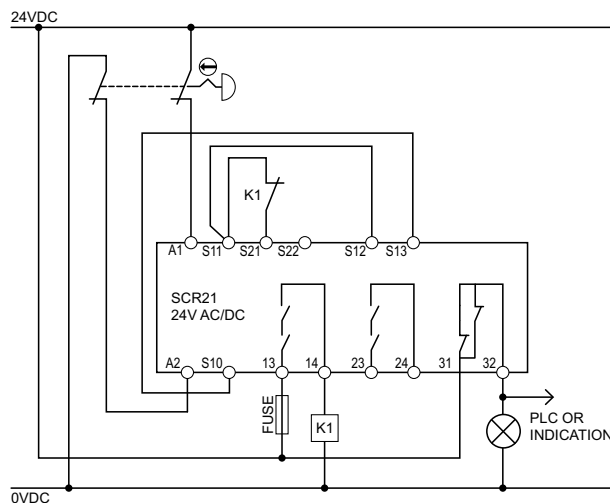 24VDC
K1
A1
S11
S21
S22
S12
S13
SCR21
24V AC/DC
A2
S10
13
14
23
24
31
32
FUSE
K1
PLC OR
INDICATION
0VDC